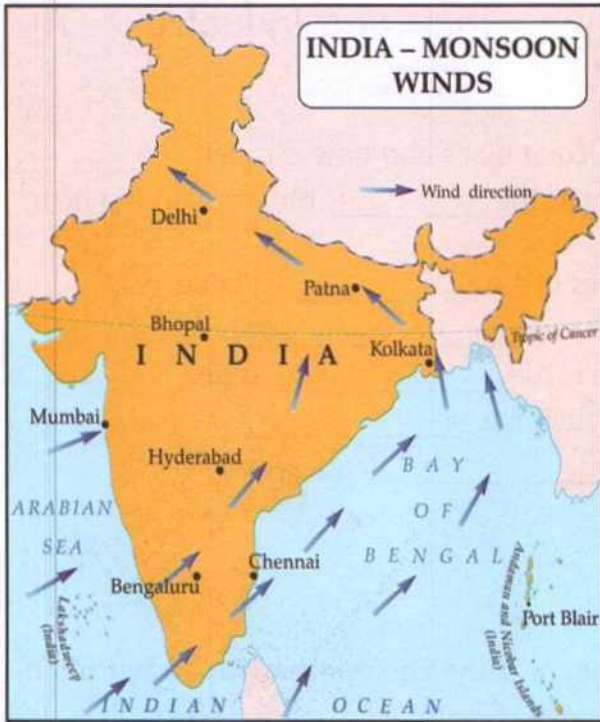 INDIA – MONSOON
WINDS
Wind direction
Delhi
Patna
Tropic of Cancer
Bhopal
INDIA
Kolkata
Mumbai
Hyderabad
BAY
OF
BENGAL
ARABIAN
SEA
Chennai
Bengaluru
Lakshadweep
(India)
Andaman and Nicobar Islands
(India)
Port Blair
INDIAN OCEAN